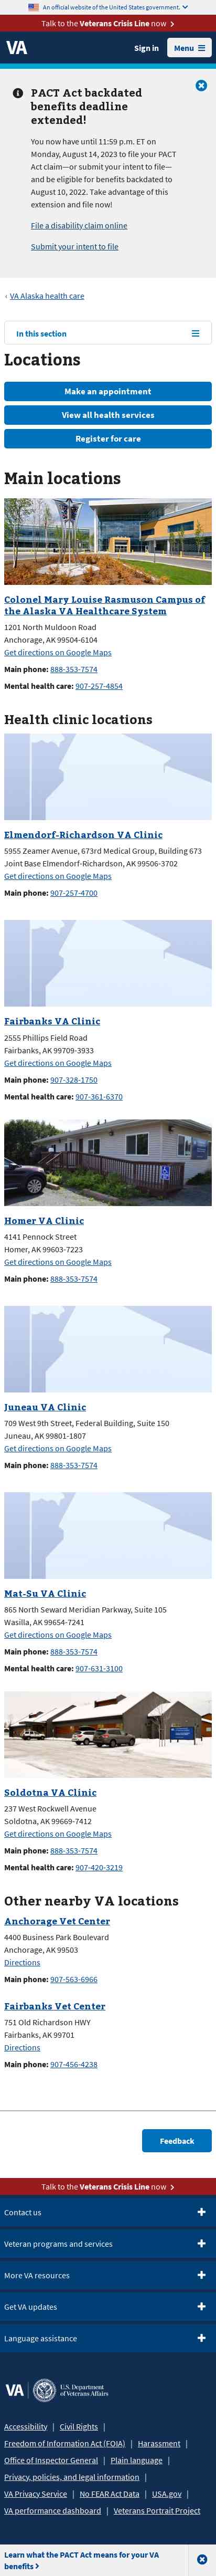 An official website of the United States government.
Talk to the Veterans Crisis Line now
VA
Sign in
Menu
PACT Act backdated
benefits deadline
extended!
You now have until 11:59 p.m. ET on
Monday, August 14, 2023 to file your PACT
Act claim—or submit your intent to file—
and be eligible for benefits backdated to
August 10, 2022. Take advantage of this
extension and file now!
File a disability claim online
Submit your intent to file
VA Alaska health care
In this section
Locations
Make an appointment
View all health services
Register for care
Main locations
Colonel Mary Louise Rasmuson Campus of
the Alaska VA Healthcare System
1201 North Muldoon Road
Anchorage, AK 99504-6104
Get directions on Google Maps
Main phone: 888-353-7574
Mental health care: 907-257-4854
Health clinic locations
Elmendorf-Richardson VA Clinic
5955 Zeamer Avenue, 673rd Medical Group, Building 673
Joint Base Elmendorf-Richardson, AK 99506-3702
Get directions on Google Maps
Main phone: 907-257-4700
Fairbanks VA Clinic
2555 Phillips Field Road
Fairbanks, AK 99709-3933
Get directions on Google Maps
Main phone: 907-328-1750
Mental health care: 907-361-6370
Homer VA Clinic
4141 Pennock Street
Homer, AK 99603-7223
Get directions on Google Maps
Main phone: 888-353-7574
Juneau VA Clinic
709 West 9th Street, Federal Building, Suite 150
Juneau, AK 99801-1807
Get directions on Google Maps
Main phone: 888-353-7574
Mat-Su VA Clinic
865 North Seward Meridian Parkway, Suite 105
Wasilla, AK 99654-7241
Get directions on Google Maps
Main phone: 888-353-7574
Mental health care: 907-631-3100
Soldotna VA Clinic
237 West Rockwell Avenue
Soldotna, AK 99669-7412
Get directions on Google Maps
Main phone: 888-353-7574
Mental health care: 907-420-3219
Other nearby VA locations
Anchorage Vet Center
4400 Business Park Boulevard
Anchorage, AK 99503
Directions
Main phone: 907-563-6966
Fairbanks Vet Center
751 Old Richardson HWY
Fairbanks, AK 99701
Directions
Main phone: 907-456-4238
Feedback
Talk to the Veterans Crisis Line now
Contact us
Veteran programs and services
More VA resources
Get VA updates
Language assistance
VA U.S. Department
of Veterans Affairs
Accessibility | Civil Rights |
Freedom of Information Act (FOIA) | Harassment |
Office of Inspector General | Plain language |
Privacy, policies, and legal information |
VA Privacy Service | No FEAR Act Data | USA.gov |
VA performance dashboard | Veterans Portrait Project
Learn what the PACT Act means for your VA
benefits